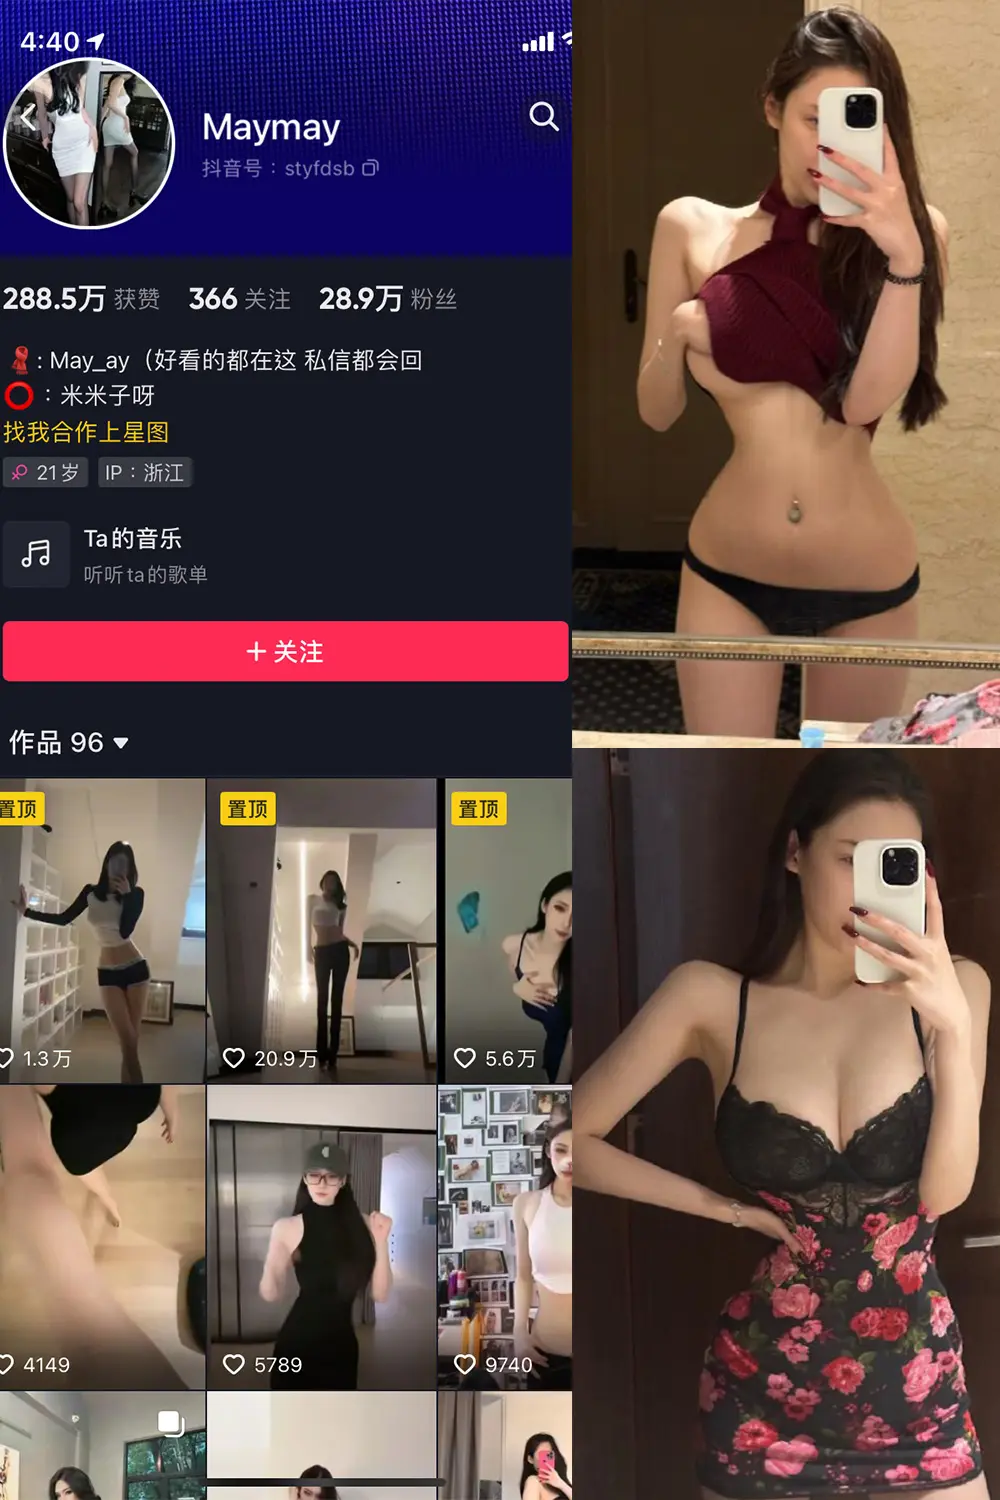 4:40
Maymay
抖音号：styfdsb
288.5万 获赞 366 关注 28.9万 粉丝
: May_ay（好看的都在这 私信都会回
：米米子呀
找我合作上星图
21岁 IP：浙江
Ta的音乐
听听ta的歌单
+ 关注
作品 96
置顶 置顶 置顶
1.3万 20.9万 5.6万
4149 5789 9740